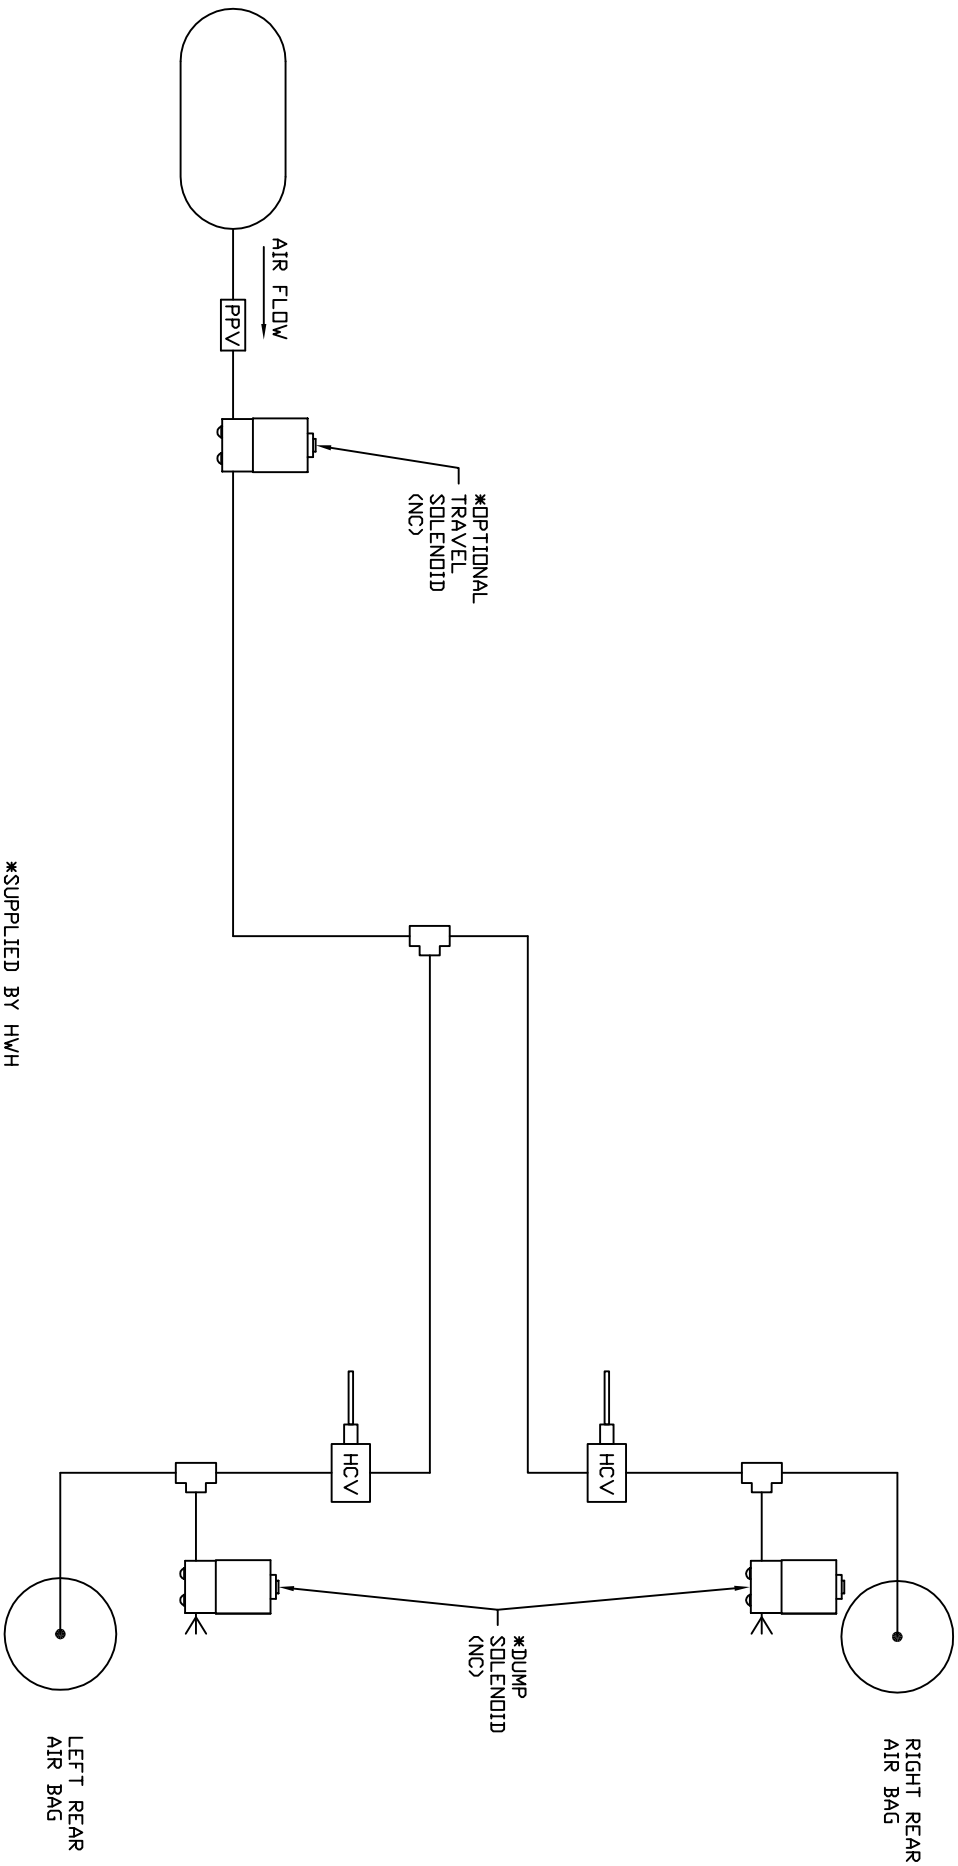 AIR FLOW
PPV
*OPTIONAL
TRAVEL
SOLENOID
(NC)
HCV
HCV
*DUMP
SOLENOID
(NC)
RIGHT REAR
AIR BAG
LEFT REAR
AIR BAG
*SUPPLIED BY HWH